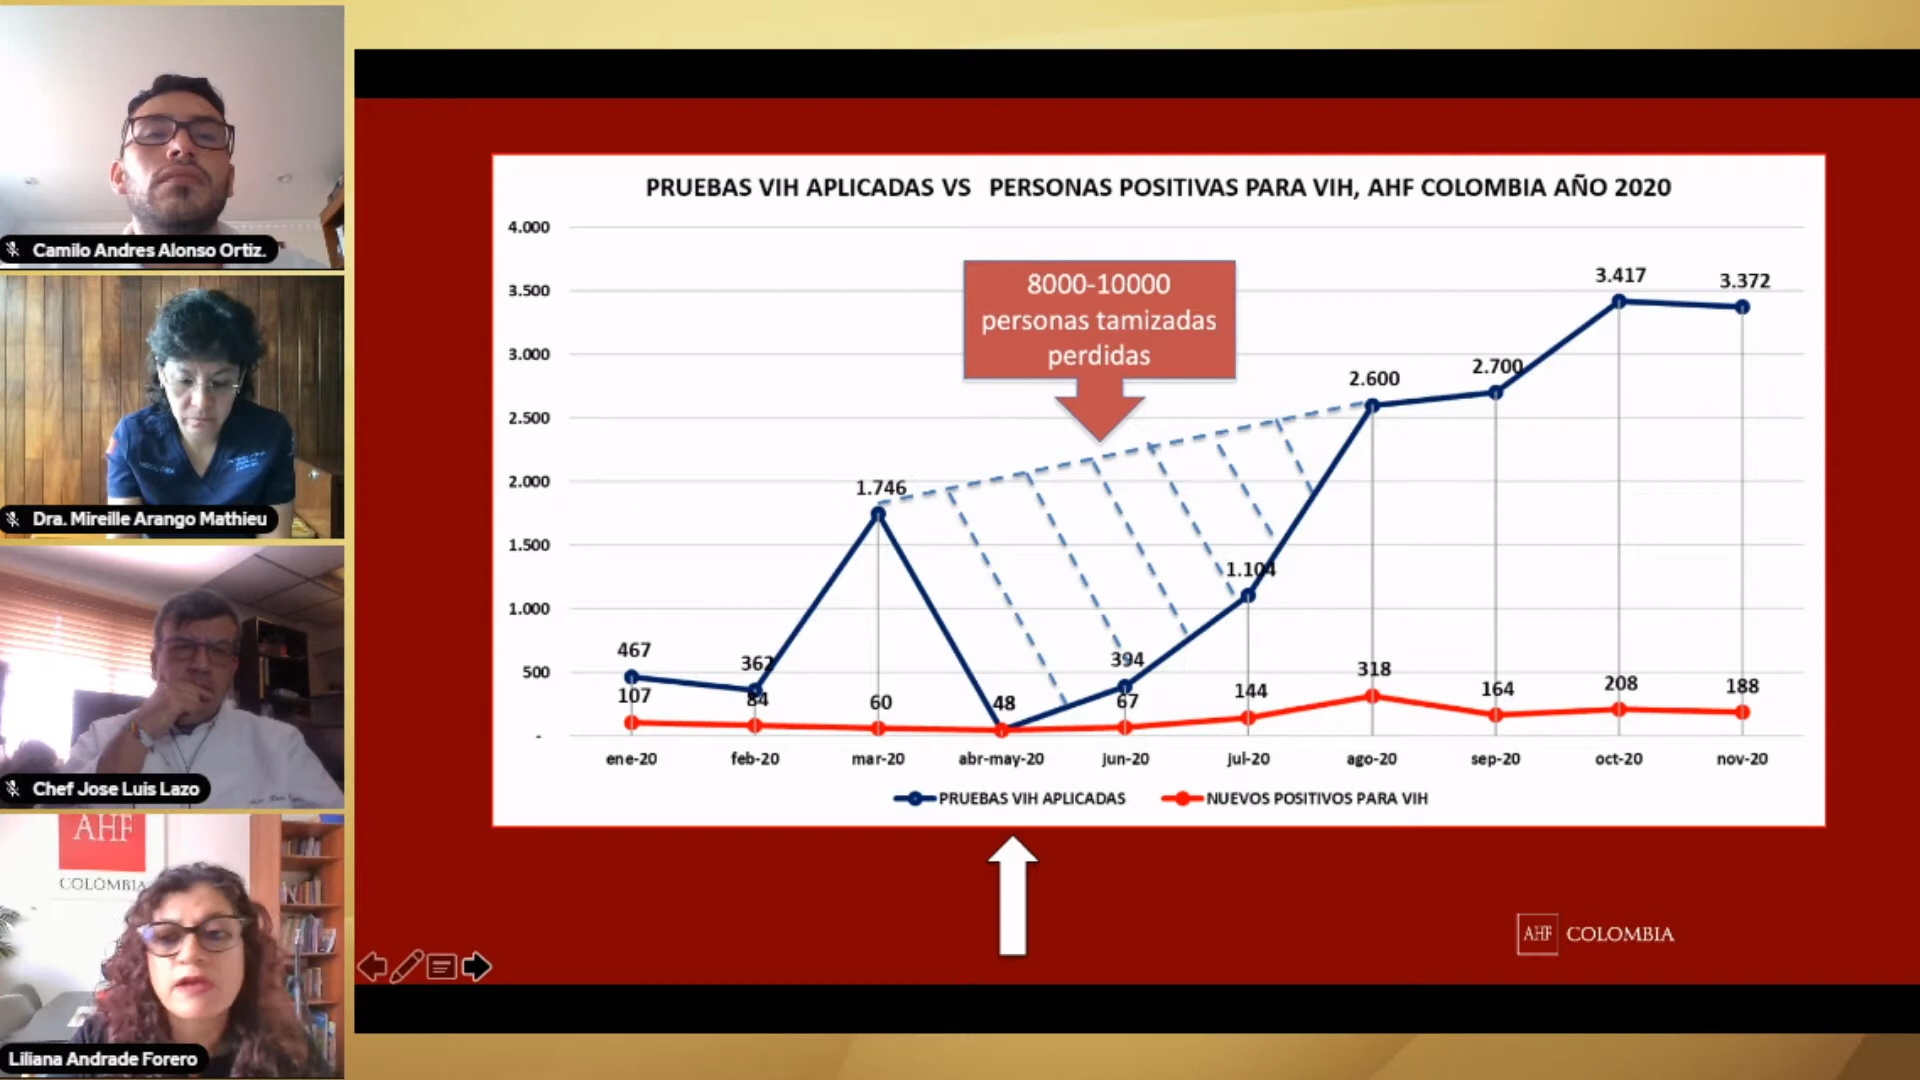 Camilo Andres Alonso Ortiz.
Dra. Mireille Arango Mathieu
Chef Jose Luis Lazo
AHF
COLOMBIA
Liliana Andrade Forero
PRUEBAS VIH APLICADAS VS PERSONAS POSITIVAS PARA VIH, AHF COLOMBIA AÑO 2020
4.000
3.500
3.000
2.500
2.000
1.500
1.000
500
-
8000-10000
personas tamizadas
perdidas
467
362
1.746
48
394
1.104
2.600
2.700
3.417
3.372
107
84
60
67
144
318
164
208
188
ene-20 feb-20 mar-20 abr-may-20 jun-20 jul-20 ago-20 sep-20 oct-20 nov-20
PRUEBAS VIH APLICADAS NUEVOS POSITIVOS PARA VIH
AHF COLOMBIA